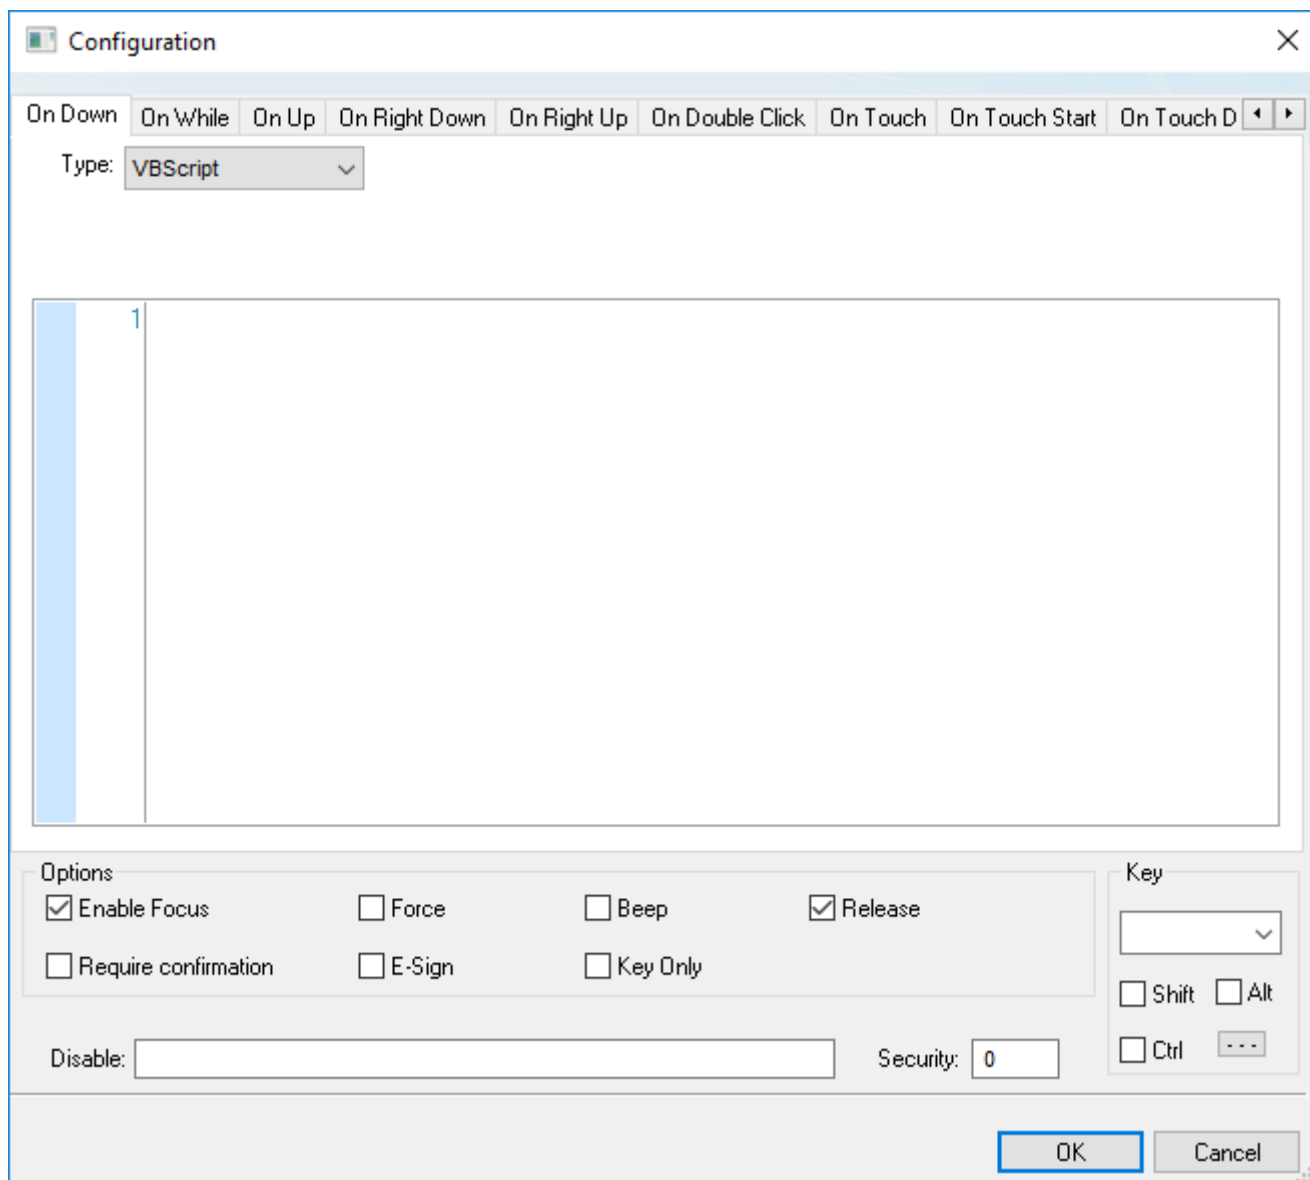 Configuration
On Down On While On Up On Right Down On Right Up On Double Click On Touch On Touch Start On Touch D
Type: VBScript
1
Options Key
Enable Focus Force Beep Release
Require confirmation E-Sign Key Only
Shift Alt
Disable: Security: 0 Ctrl ...
OK Cancel